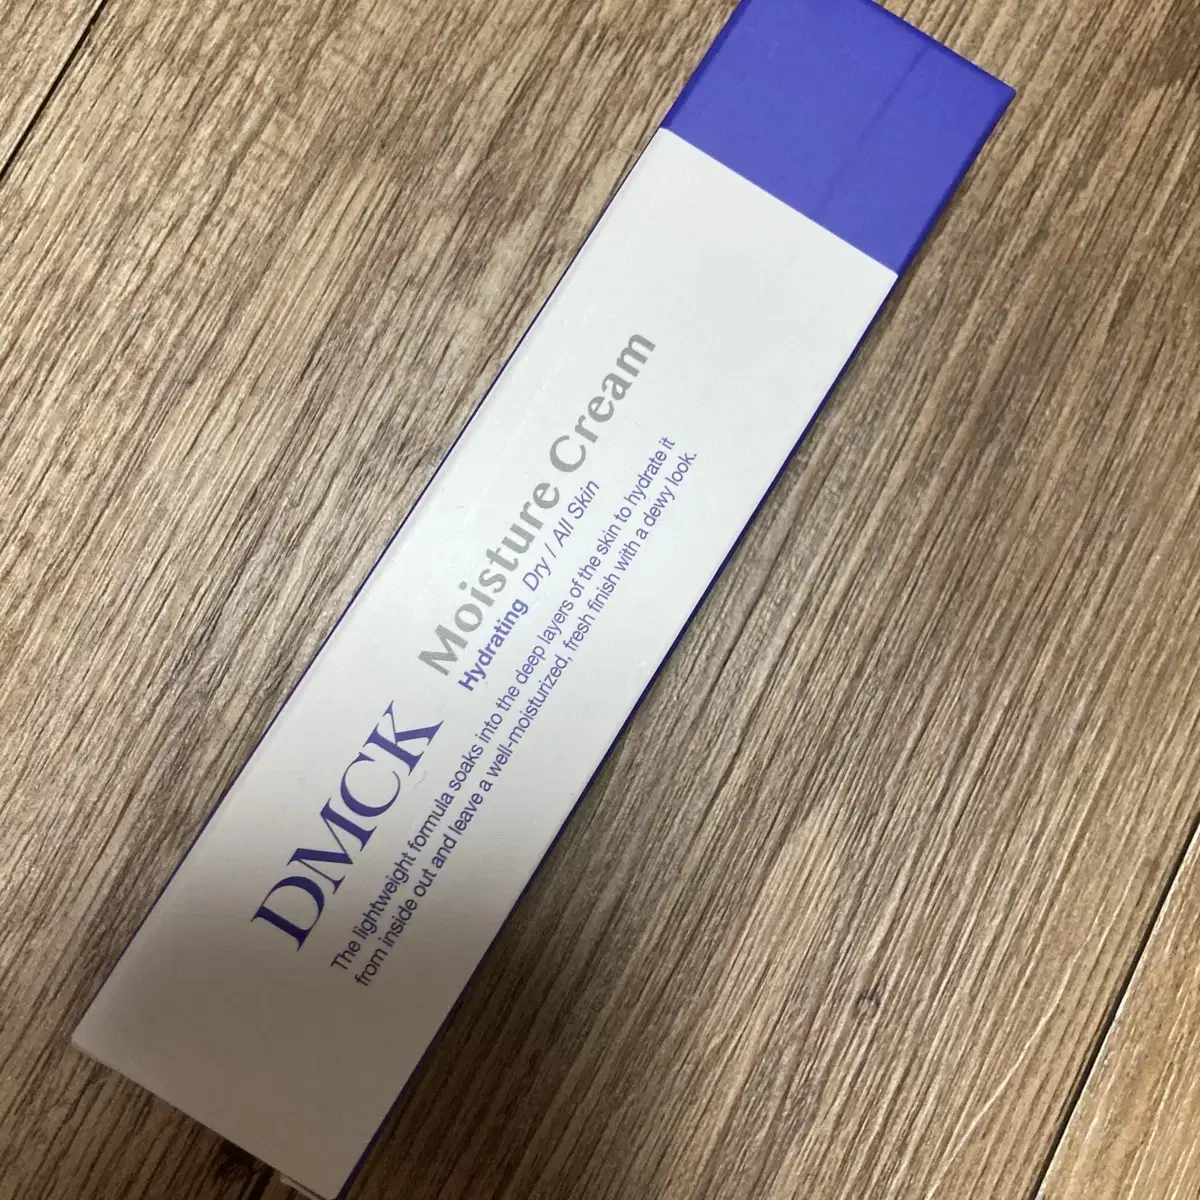 DMCK
Moisture Cream
Hydrating Dry / All Skin
The lightweight formula soaks into the deep layers of the skin to hydrate it
from inside out and leave a well-moisturized, fresh finish with a dewy look.